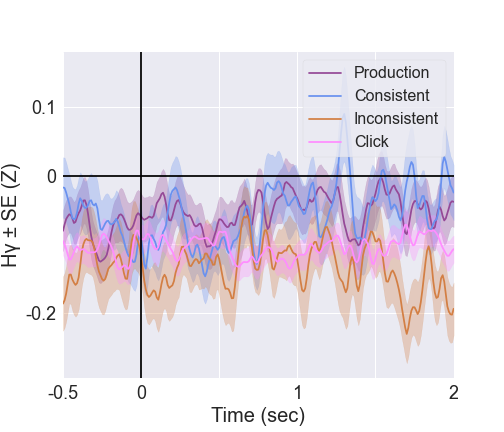 Production
Consistent
Inconsistent
Click
0.1
0
-0.2
Hγ ± SE (Z)
-0.5
0
1
2
Time (sec)